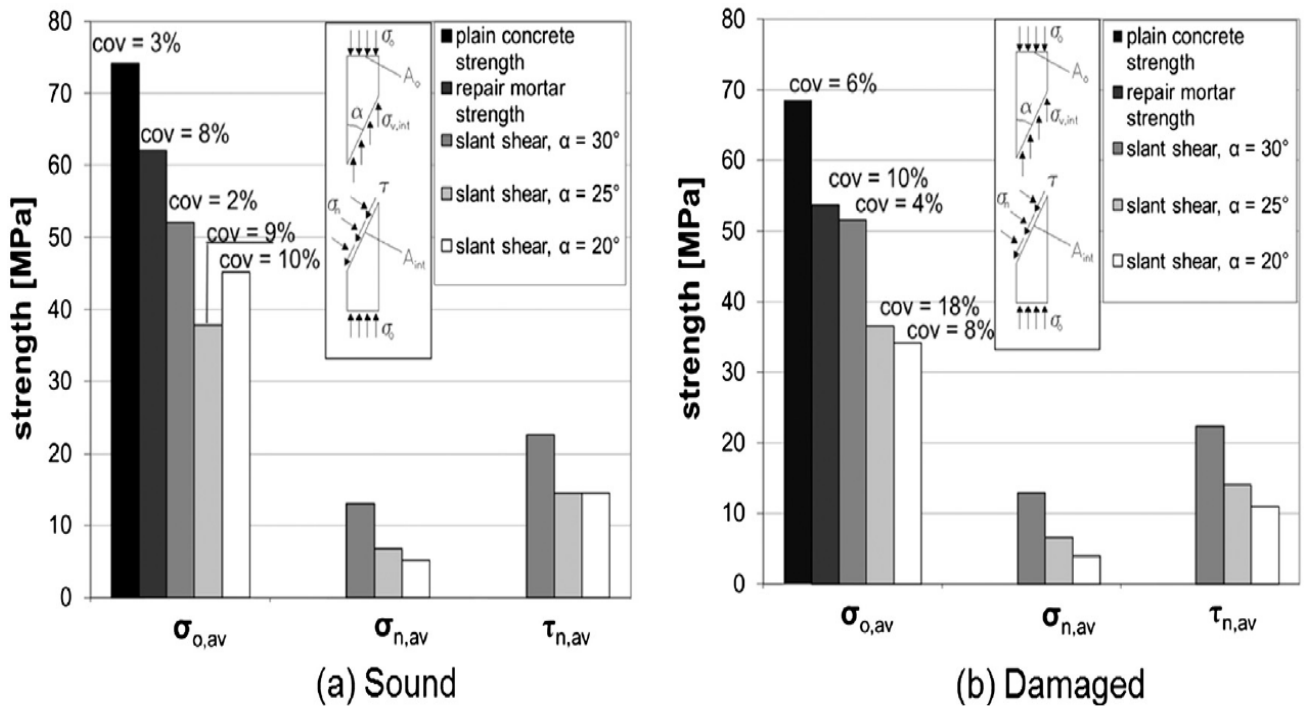 80
70
60
50
40
30
20
10
0
strength [MPa]
cov = 3%
cov = 8%
cov = 2%
cov = 9%
cov = 10%
σo
Ao
α
σv,int
τ
σn
Aint
σo
plain concrete
strength
repair mortar
strength
slant shear, α = 30°
slant shear, α = 25°
slant shear, α = 20°
σo,av
σn,av
τn,av
(a) Sound
80
70
60
50
40
30
20
10
0
strength [MPa]
cov = 6%
cov = 10%
cov = 4%
cov = 18%
cov = 8%
σo
Ao
α
σv,int
τ
σn
Aint
σo
plain concrete
strength
repair mortar
strength
slant shear, α = 30°
slant shear, α = 25°
slant shear, α = 20°
σo,av
σn,av
τn,av
(b) Damaged